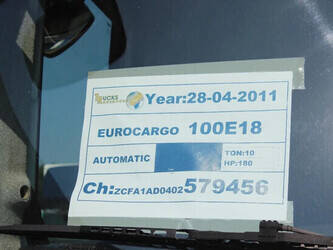 TRUCKS Year:28-04-2011
EUROCARGO 100E18
AUTOMATIC
TON:10
HP:180
Ch:ZCFA1AD0402579456